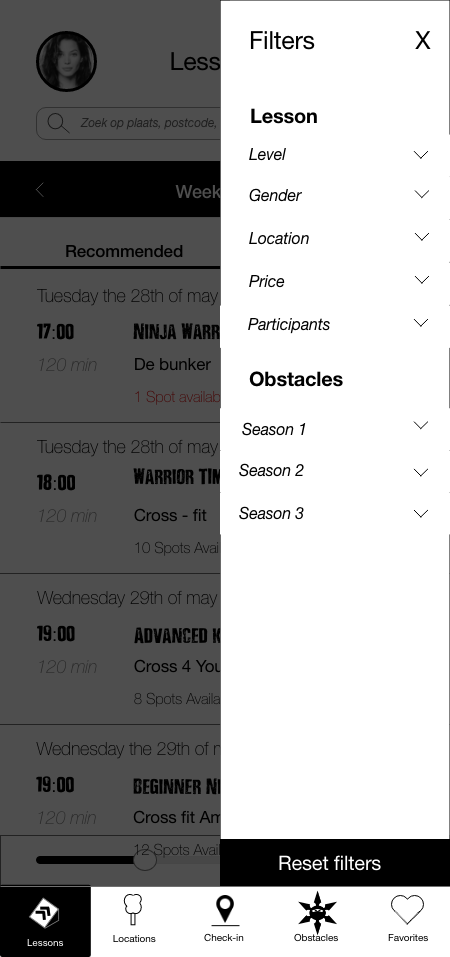 Filters
X
Less
Zoek op plaats, postcode,
Lesson
Level
Week
Gender
Location
Recommended
Price
Tuesday the 28th of may
Participants
17:00 NINJA WARR
120 min De bunker
1 Spot availab
Obstacles
Season 1
Tuesday the 28th of may
Season 2
18:00 WARRIOR TIM
120 min Cross - fit
Season 3
10 Spots Avai
Wednesday 29th of may
19:00 ADVANCED K
120 min Cross 4 You
8 Spots Availa
Wednesday the 29th of m
19:00 BEGINNER NI
120 min Cross fit Am
12 Spots Availa
Reset filters
Lessons Locations Check-in Obstacles Favorites